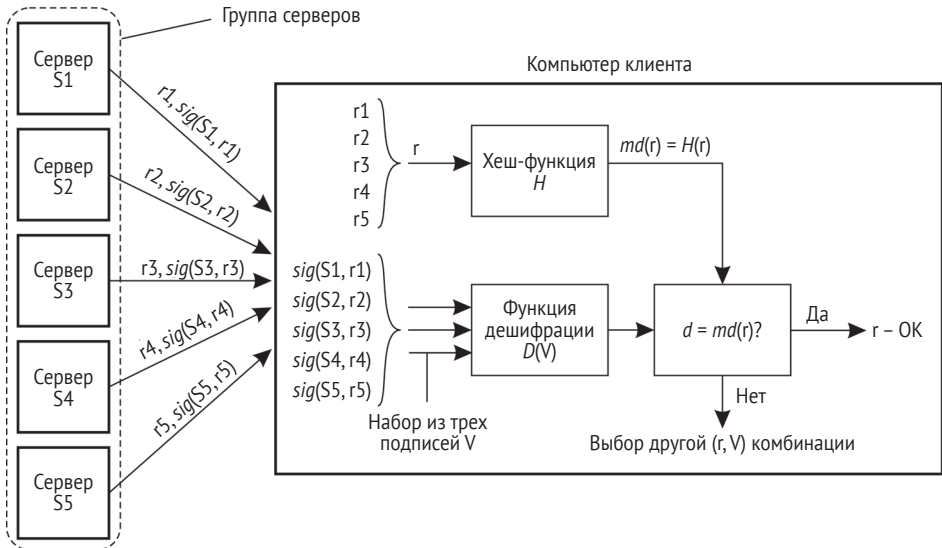 Группа серверов
Сервер
S1
Сервер
S2
Сервер
S3
Сервер
S4
Сервер
S5
r1, sig(S1, r1)
r2, sig(S2, r2)
r3, sig(S3, r3)
r4, sig(S4, r4)
r5, sig(S5, r5)
Компьютер клиента
r1
r2
r3
r4
r5
r
Хеш-функция
H
md(r) = H(r)
sig(S1, r1)
sig(S2, r2)
sig(S3, r3)
sig(S4, r4)
sig(S5, r5)
Набор из трех
подписей V
Функция
дешифрации
D(V)
d = md(r)?
Да
r – OK
Нет
Выбор другой (r, V) комбинации